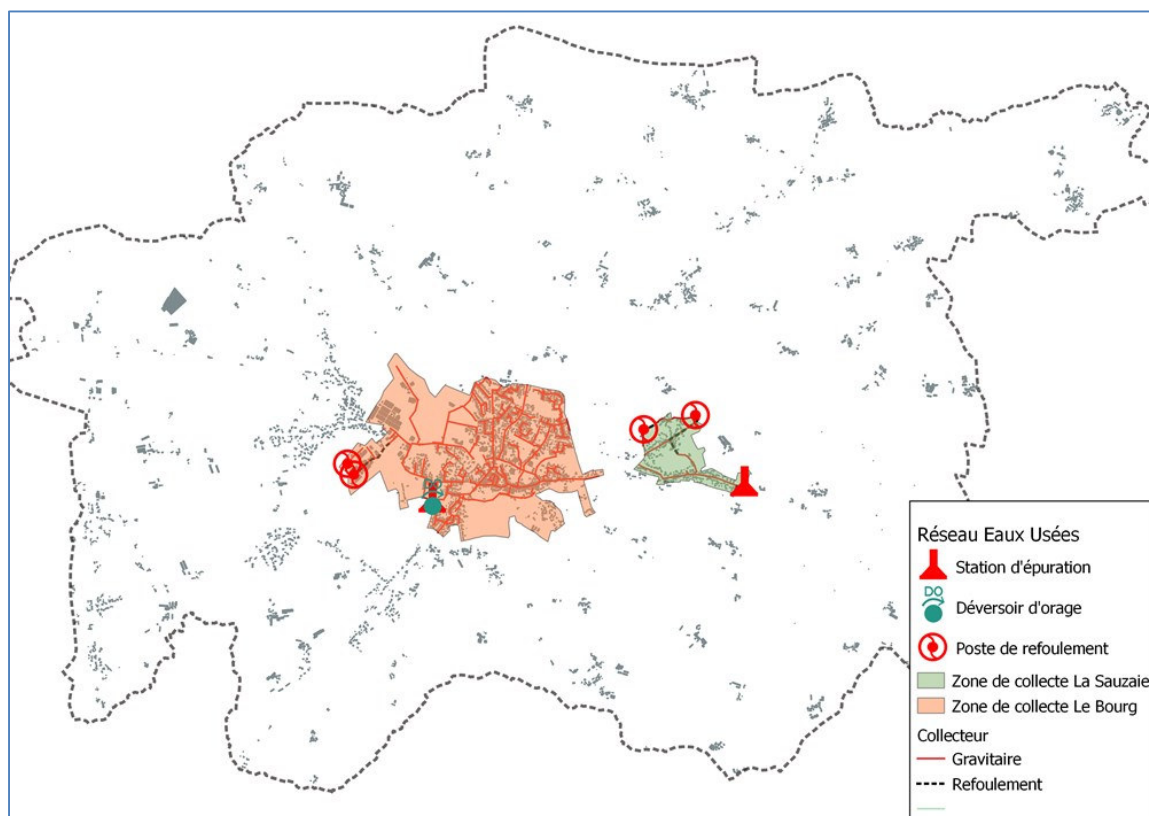 DO
Réseau Eaux Usées
Station d'épuration
DO
Déversoir d'orage
Poste de refoulement
Zone de collecte La Sauzaie
Zone de collecte Le Bourg
Collecteur
Gravitaire
Refoulement